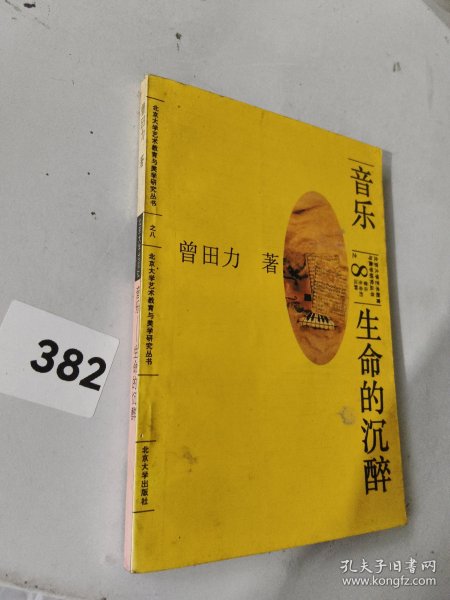 音乐
生命的沉醉
之
8
曾田力 著
北京大学艺术教育与美学研究丛书 之八 北京大学艺术教育与美学研究丛书
北京大学出版社
382
孔夫子旧书网
www.kongfz.com